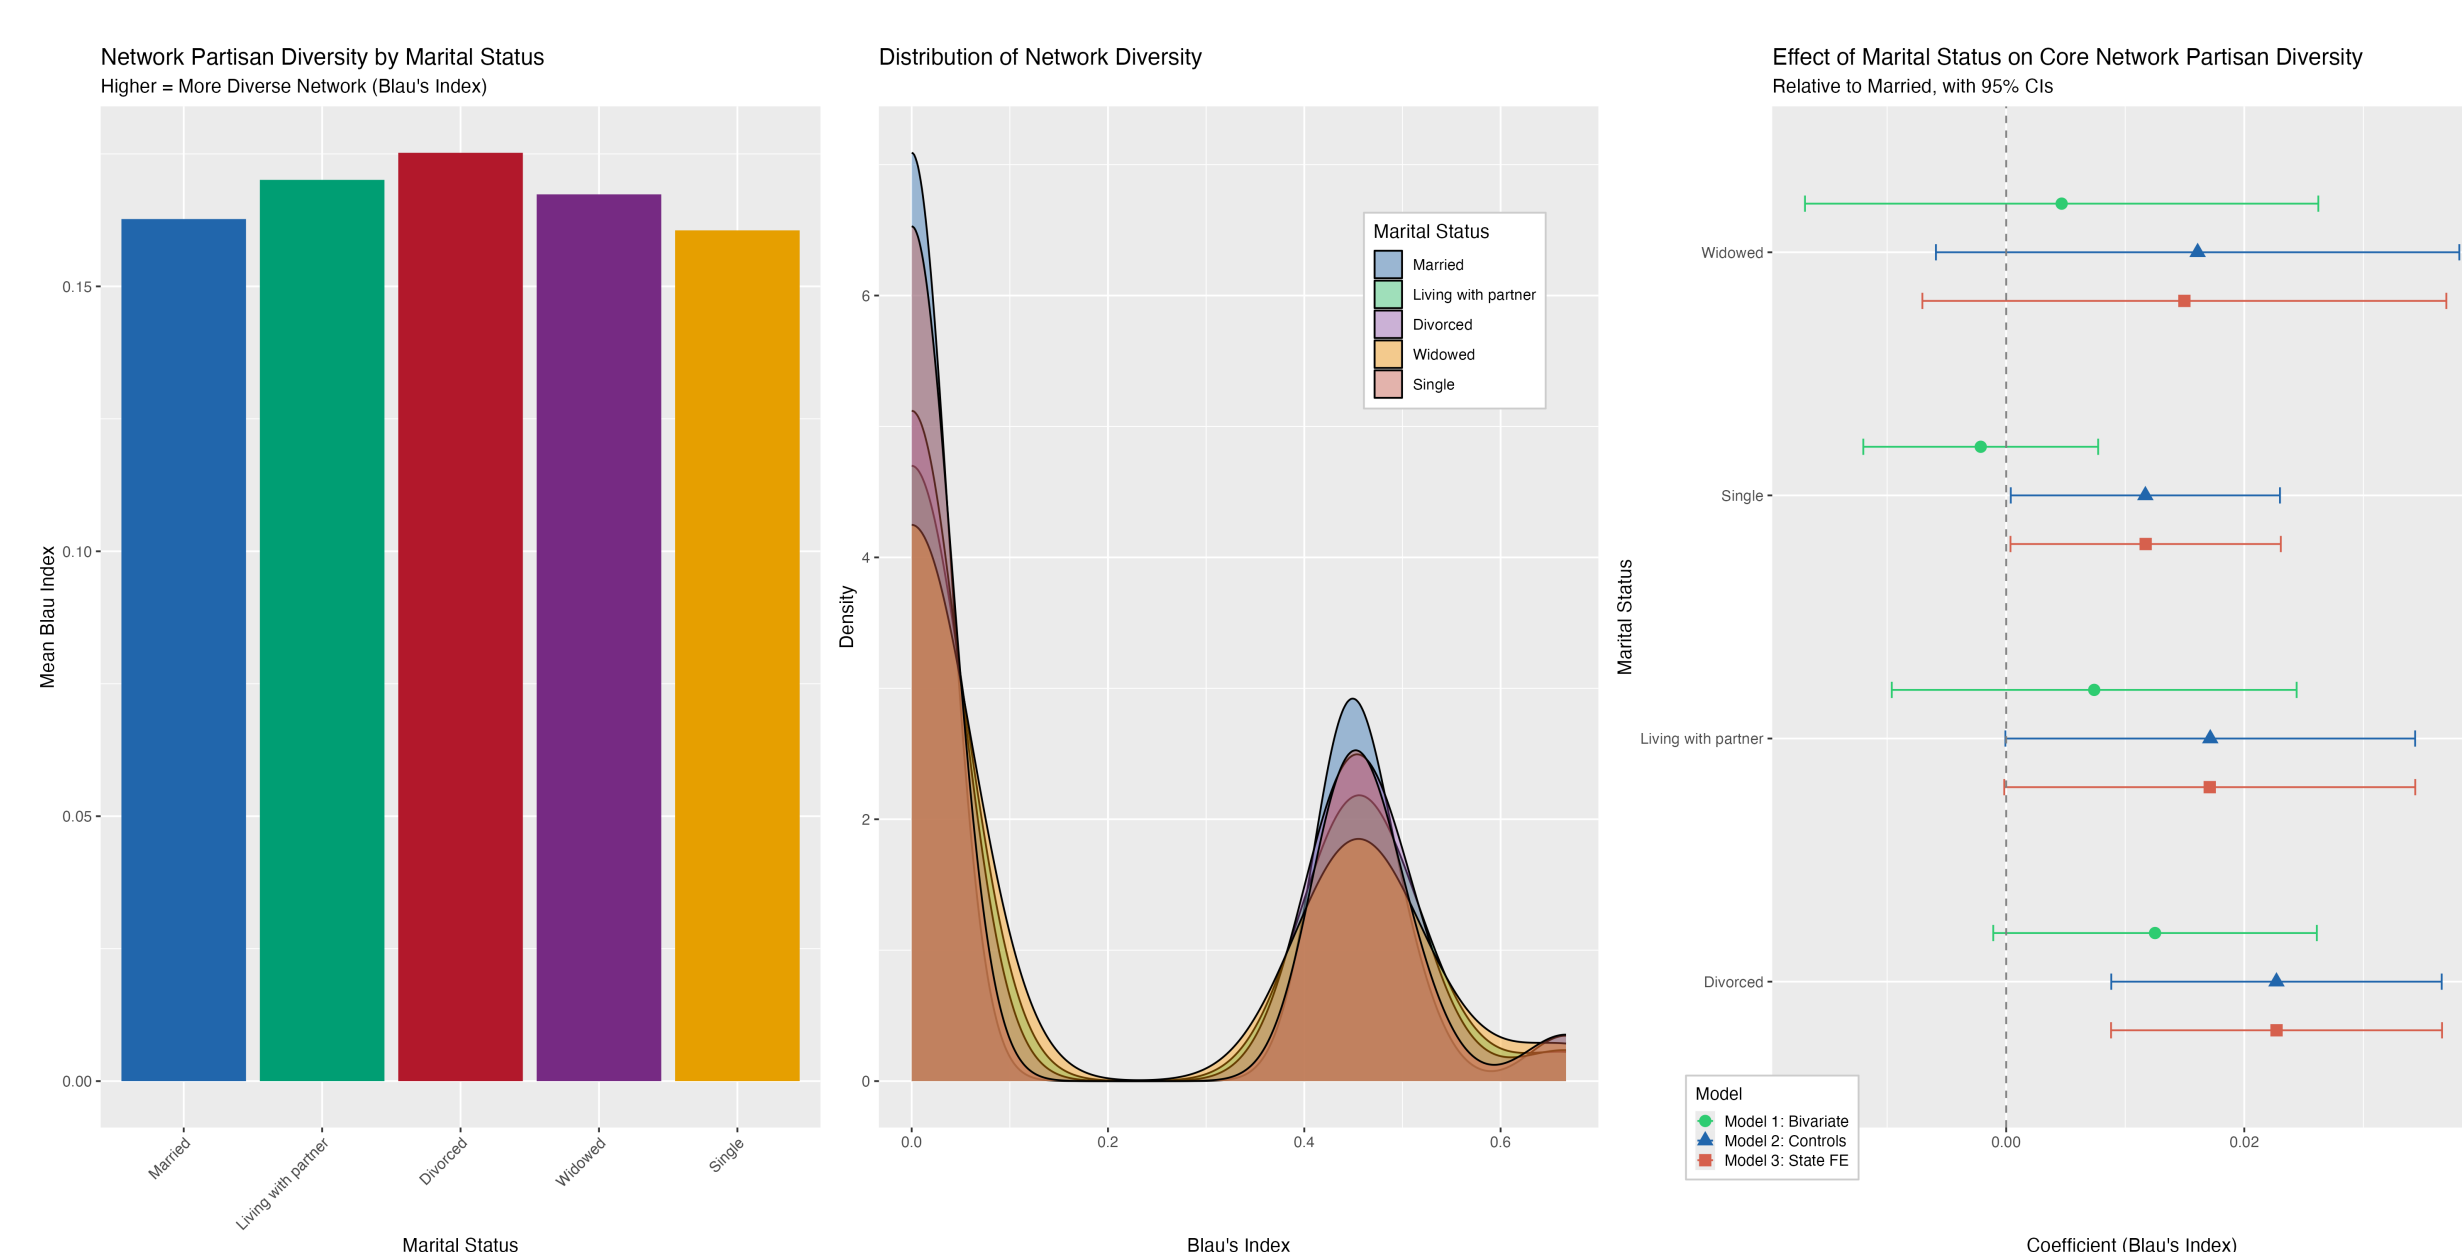 Network Partisan Diversity by Marital Status
Higher = More Diverse Network (Blau's Index)
Mean Blau Index
0.15
0.10
0.05
0.00
Married
Living with partner
Divorced
Widowed
Single
Marital Status
Distribution of Network Diversity
Density
6
4
2
0
Marital Status
Married
Living with partner
Divorced
Widowed
Single
0.0
0.2
0.4
0.6
Blau's Index
Effect of Marital Status on Core Network Partisan Diversity
Relative to Married, with 95% CIs
Marital Status
Widowed
Single
Living with partner
Divorced
Model
Model 1: Bivariate
Model 2: Controls
Model 3: State FE
0.00
0.02
Coefficient (Blau's Index)